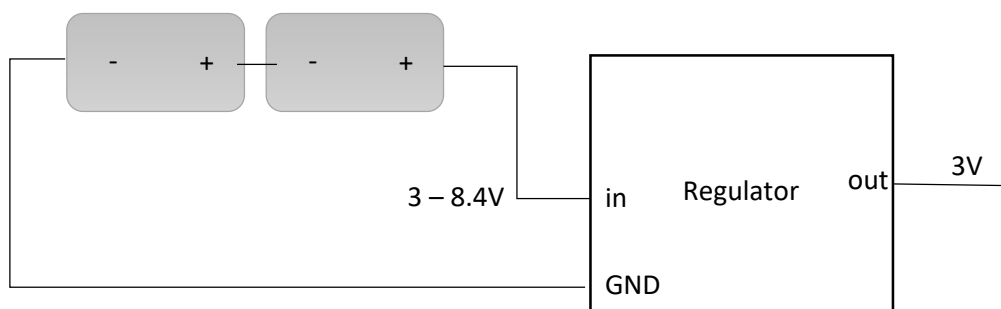 - + - +
3 – 8.4V
in
Regulator
out
3V
GND